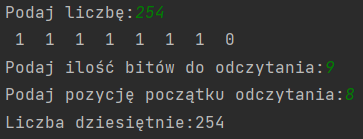 Podaj liczbę:254
1 1 1 1 1 1 1 0
Podaj ilość bitów do odczytania:9
Podaj pozycję początku odczytania:8
Liczba dziesiętnie:254